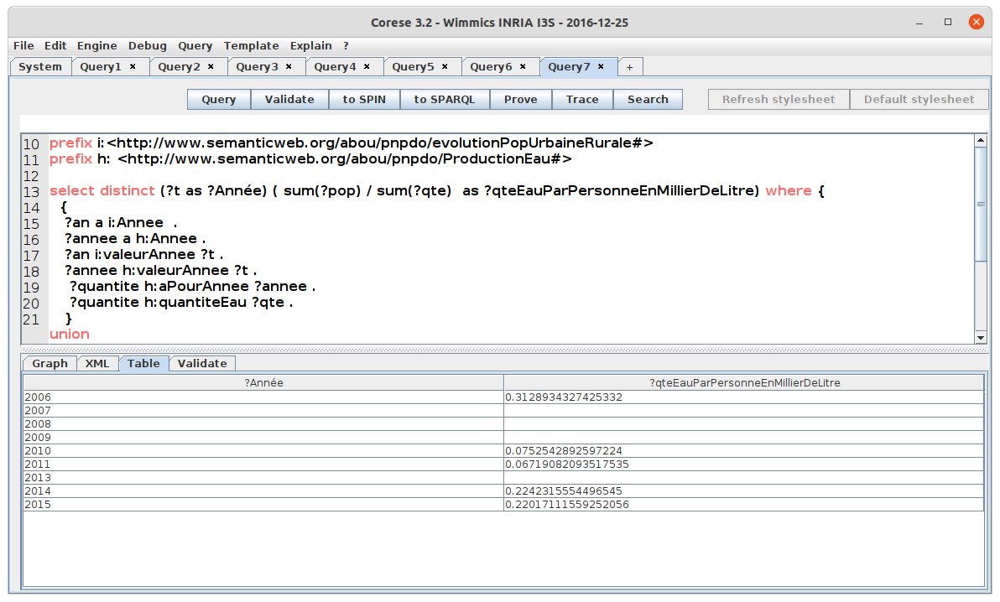 Corese 3.2 - Wimmics INRIA I3S - 2016-12-25
File Edit Engine Debug Query Template Explain ?
System Query1 × Query2 × Query3 × Query4 × Query5 × Query6 × Query7 × +
Query Validate to SPIN to SPARQL Prove Trace Search Refresh stylesheet Default stylesheet
10 prefix i:<http://www.semanticweb.org/abou/pnpdo/evolutionPopUrbaineRurale#>
11 prefix h: <http://www.semanticweb.org/abou/pnpdo/ProductionEau#>
12
13 select distinct (?t as ?Année) ( sum(?pop) / sum(?qte)  as ?qteEauParPersonneEnMillierDeLitre) where {
14 {
15 ?an a i:Annee  .
16 ?annee a h:Annee .
17 ?an i:valeurAnnee ?t .
18 ?annee h:valeurAnnee ?t .
19 ?quantite h:aPourAnnee ?annee .
20 ?quantite h:quantiteEau ?qte .
21 }
union
Graph XML Table Validate
?Année ?qteEauParPersonneEnMillierDeLitre
2006 0.3128934327425332
2007
2008
2009
2010 0.0752542892597224
2011 0.06719082093517535
2013
2014 0.2242315554496545
2015 0.22017111559252056